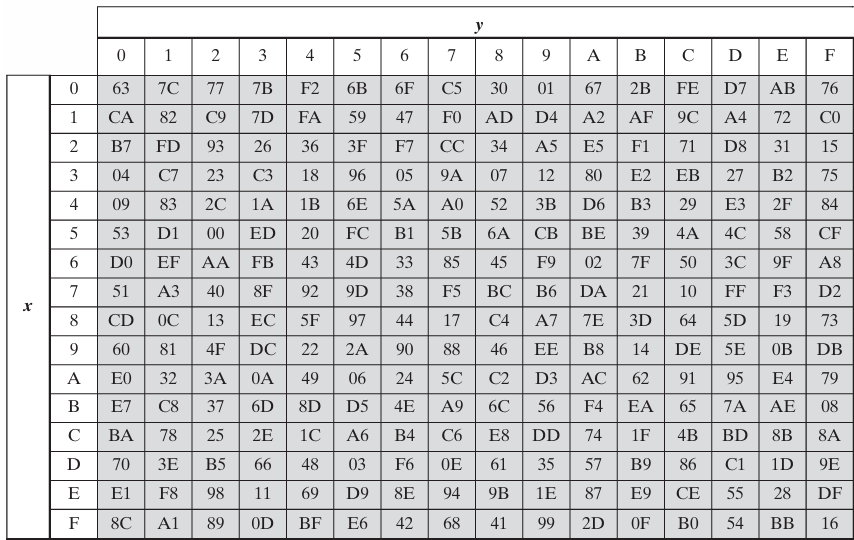 y
0 1 2 3 4 5 6 7 8 9 A B C D E F
0 63 7C 77 7B F2 6B 6F C5 30 01 67 2B FE D7 AB 76
1 CA 82 C9 7D FA 59 47 F0 AD D4 A2 AF 9C A4 72 C0
2 B7 FD 93 26 36 3F F7 CC 34 A5 E5 F1 71 D8 31 15
3 04 C7 23 C3 18 96 05 9A 07 12 80 E2 EB 27 B2 75
4 09 83 2C 1A 1B 6E 5A A0 52 3B D6 B3 29 E3 2F 84
5 53 D1 00 ED 20 FC B1 5B 6A CB BE 39 4A 4C 58 CF
6 D0 EF AA FB 43 4D 33 85 45 F9 02 7F 50 3C 9F A8
7 51 A3 40 8F 92 9D 38 F5 BC B6 DA 21 10 FF F3 D2
x
8 CD 0C 13 EC 5F 97 44 17 C4 A7 7E 3D 64 5D 19 73
9 60 81 4F DC 22 2A 90 88 46 EE B8 14 DE 5E 0B DB
A E0 32 3A 0A 49 06 24 5C C2 D3 AC 62 91 95 E4 79
B E7 C8 37 6D 8D D5 4E A9 6C 56 F4 EA 65 7A AE 08
C BA 78 25 2E 1C A6 B4 C6 E8 DD 74 1F 4B BD 8B 8A
D 70 3E B5 66 48 03 F6 0E 61 35 57 B9 86 C1 1D 9E
E E1 F8 98 11 69 D9 8E 94 9B 1E 87 E9 CE 55 28 DF
F 8C A1 89 0D BF E6 42 68 41 99 2D 0F B0 54 BB 16